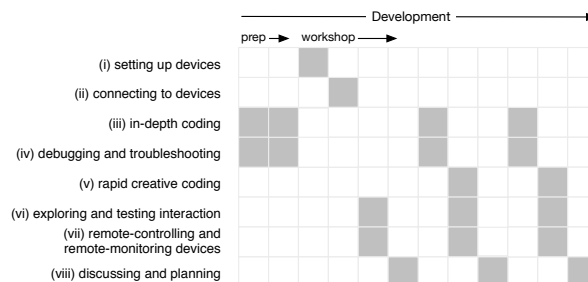 Development
prep workshop
(i) setting up devices
(ii) connecting to devices
(iii) in-depth coding
(iv) debugging and troubleshooting
(v) rapid creative coding
(vi) exploring and testing interaction
(vii) remote-controlling and
remote-monitoring devices
(viii) discussing and planning